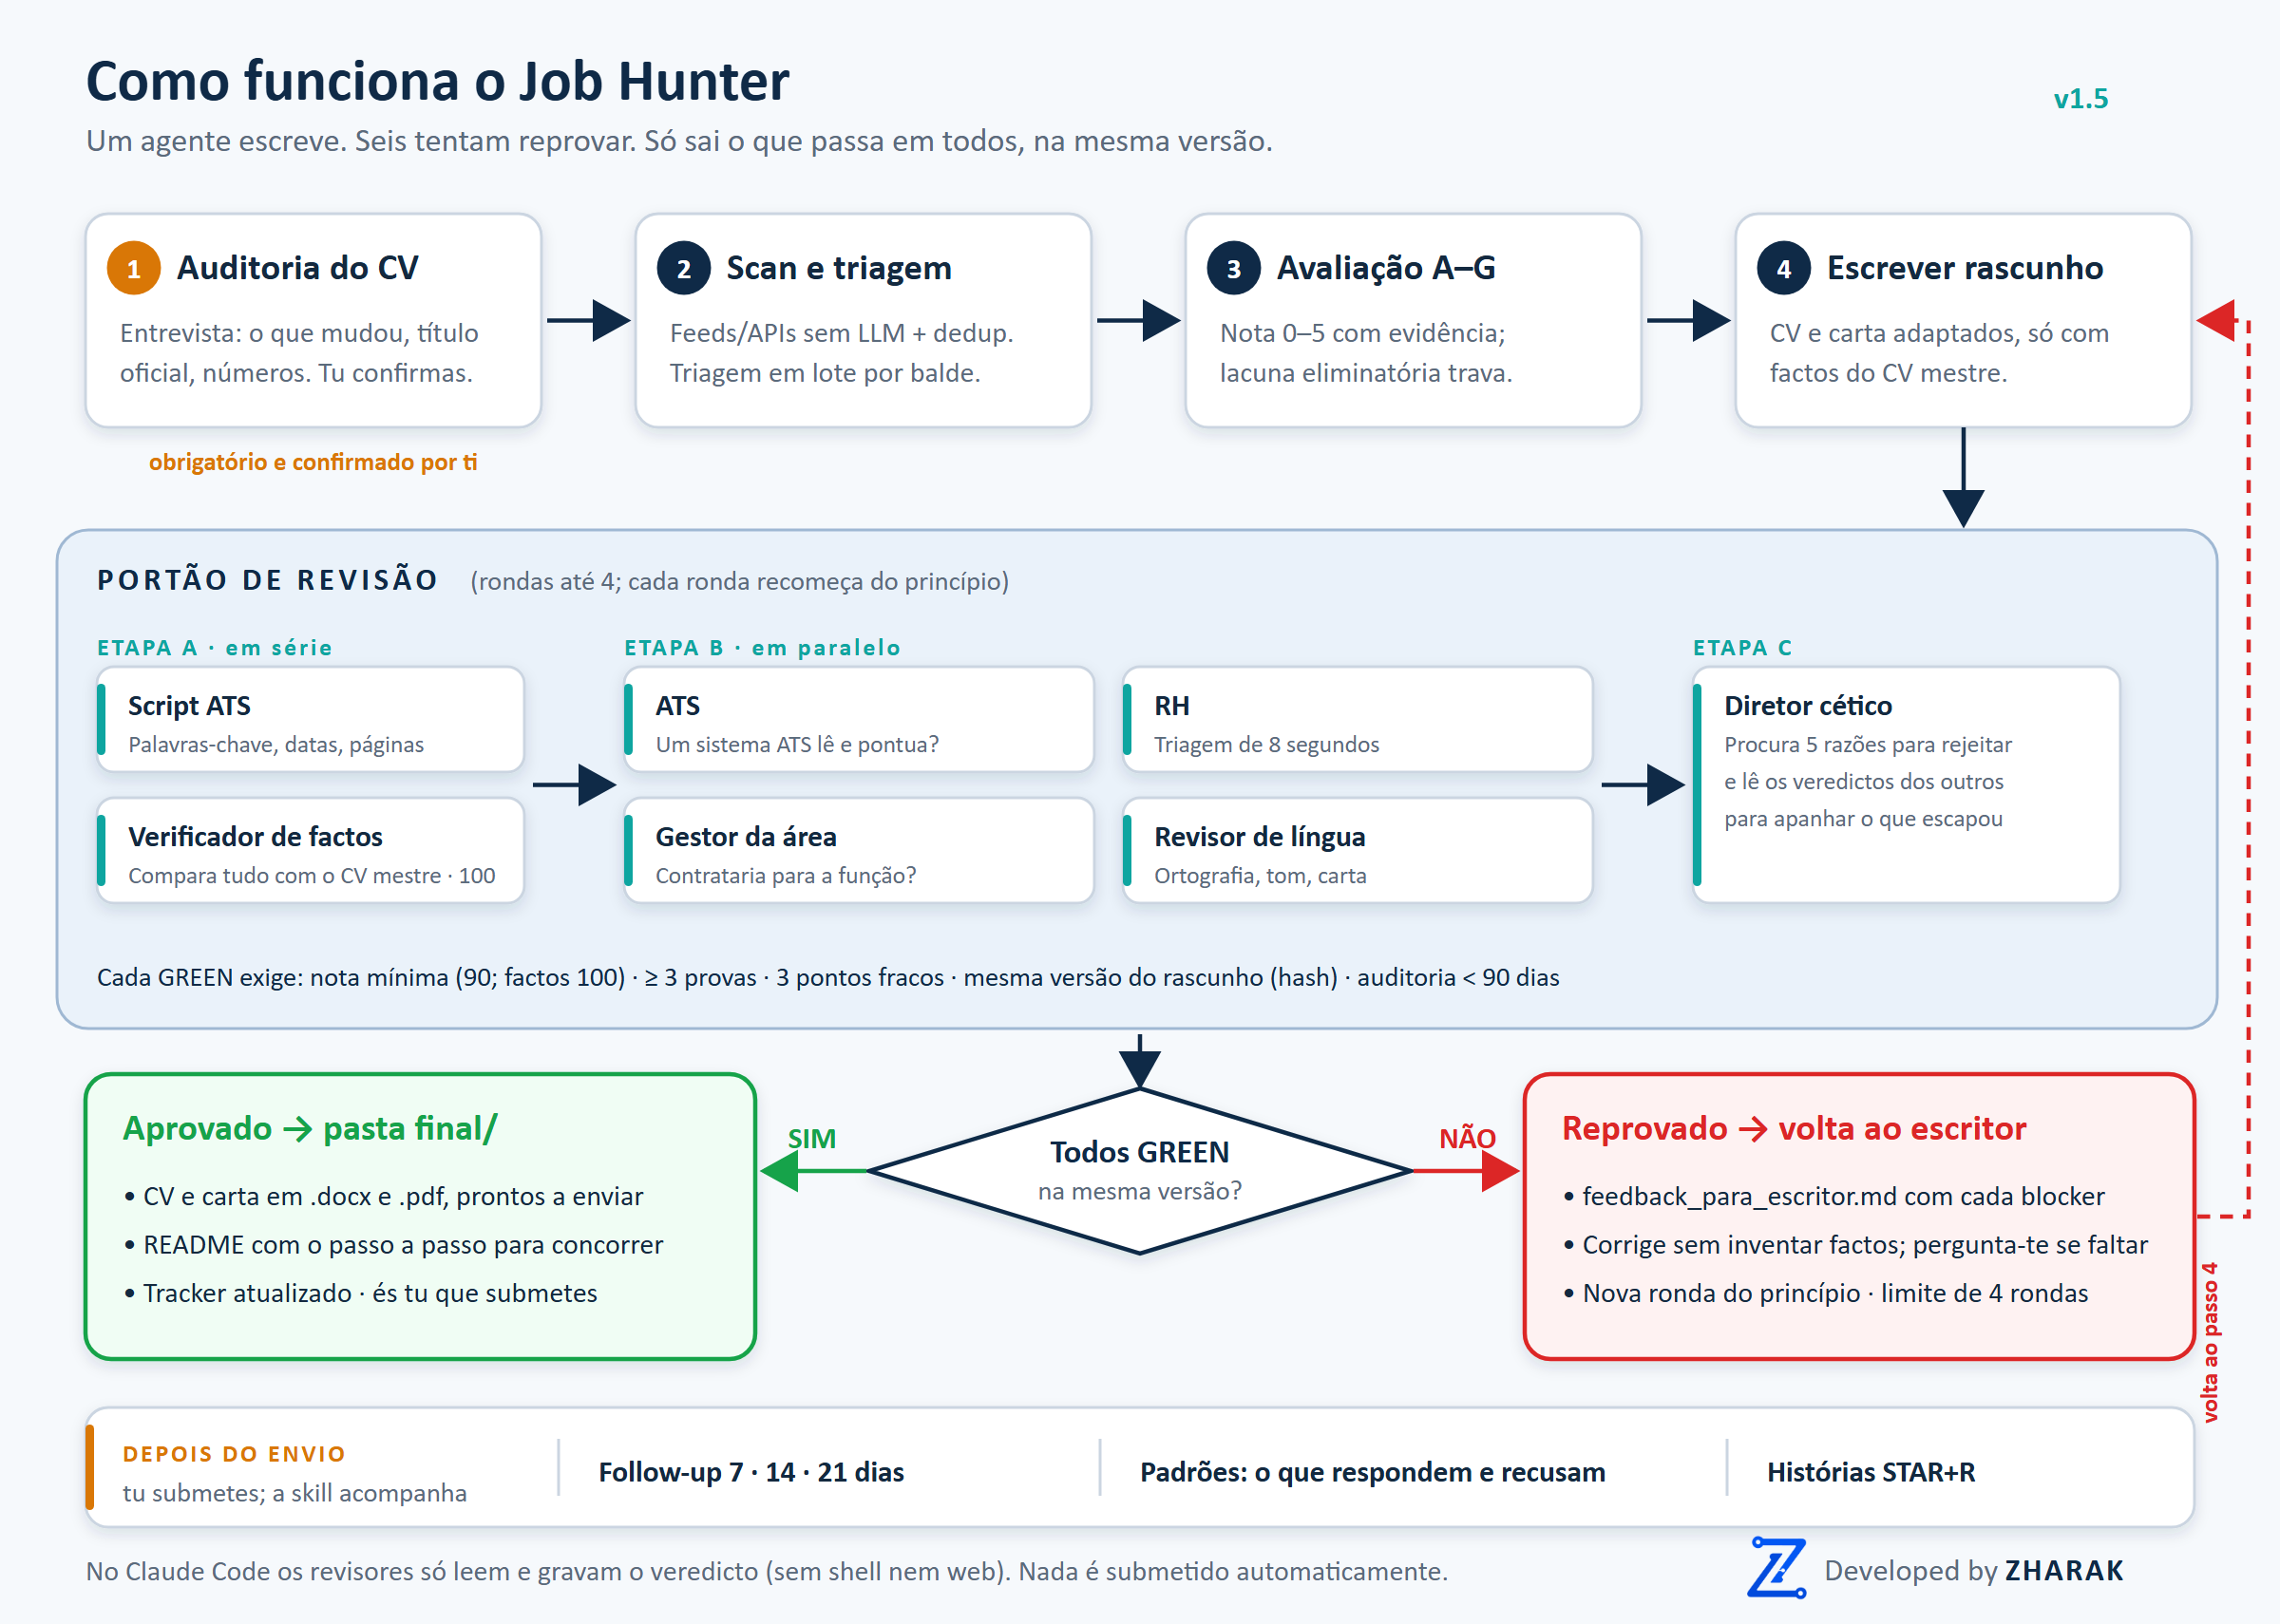 Como funciona o Job Hunter
v1.5
Um agente escreve. Seis tentam reprovar. Só sai o que passa em todos, na mesma versão.
1 Auditoria do CV
Entrevista: o que mudou, título
oficial, números. Tu confirmas.
obrigatório e confirmado por ti
2 Scan e triagem
Feeds/APIs sem LLM + dedup.
Triagem em lote por balde.
3 Avaliação A–G
Nota 0–5 com evidência;
lacuna eliminatória trava.
4 Escrever rascunho
CV e carta adaptados, só com
factos do CV mestre.
PORTÃO DE REVISÃO (rondas até 4; cada ronda recomeça do princípio)
ETAPA A · em série
Script ATS
Palavras-chave, datas, páginas
Verificador de factos
Compara tudo com o CV mestre · 100
ETAPA B · em paralelo
ATS
Um sistema ATS lê e pontua?
RH
Triagem de 8 segundos
Gestor da área
Contrataria para a função?
Revisor de língua
Ortografia, tom, carta
ETAPA C
Diretor cético
Procura 5 razões para rejeitar
e lê os veredictos dos outros
para apanhar o que escapou
Cada GREEN exige: nota mínima (90; factos 100) · ≥ 3 provas · 3 pontos fracos · mesma versão do rascunho (hash) · auditoria < 90 dias
Todos GREEN
na mesma versão?
SIM
NÃO
Aprovado → pasta final/
• CV e carta em .docx e .pdf, prontos a enviar
• README com o passo a passo para concorrer
• Tracker atualizado · és tu que submetes
Reprovado → volta ao escritor
• feedback_para_escritor.md com cada blocker
• Corrige sem inventar factos; pergunta-te se faltar
• Nova ronda do princípio · limite de 4 rondas
volta ao passo 4
DEPOIS DO ENVIO
tu submetes; a skill acompanha
Follow-up 7 · 14 · 21 dias
Padrões: o que respondem e recusam
Histórias STAR+R
No Claude Code os revisores só leem e gravam o veredicto (sem shell nem web). Nada é submetido automaticamente.
Developed by ZHARAK